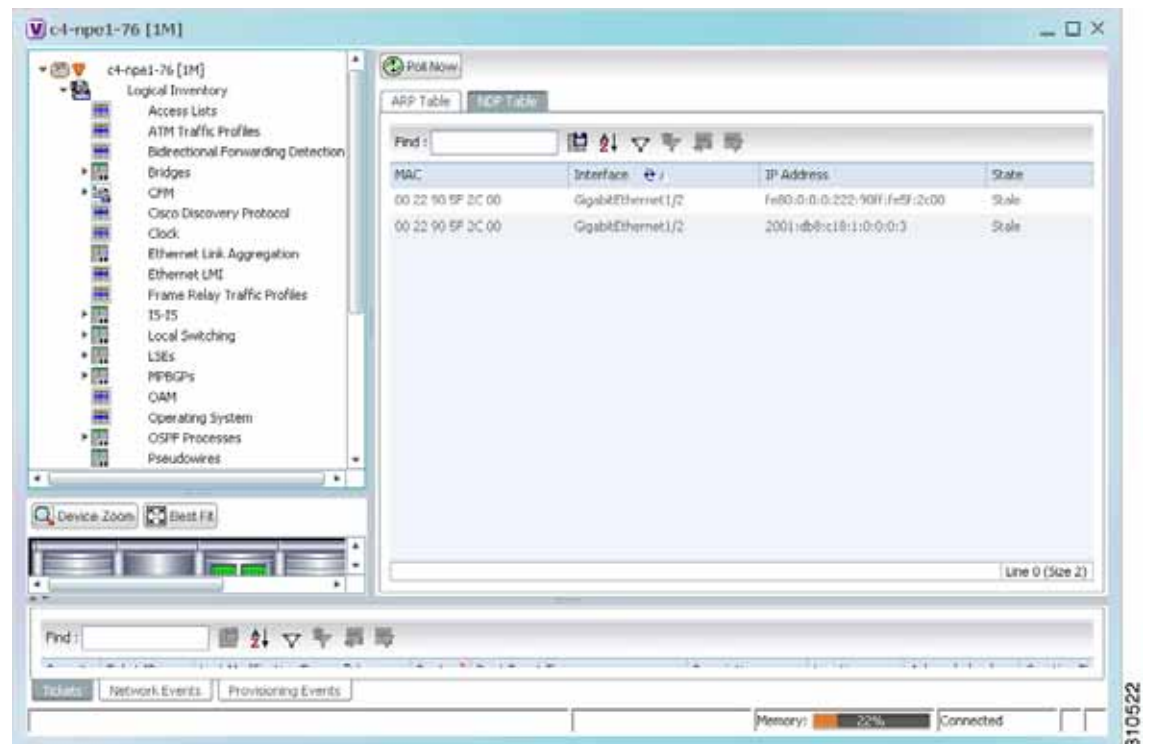 c4-npe1-76 [1M]
c4-npe1-76 [1M]
Logical Inventory
Access Lists
ATM Traffic Profiles
Bidirectional Forwarding Detection
Bridges
CFM
Cisco Discovery Protocol
Clock
Ethernet Link Aggregation
Ethernet LMI
Frame Relay Traffic Profiles
IS-IS
Local Switching
LSEs
MPBGPs
OAM
Operating System
OSPF Processes
Pseudowires
Device Zoom Best Fit
Poll Now
ARP Table NDP Table
Find :
MAC Interface IP Address State
00 22 90 5F 2C 00 GigabitEthernet1/2 fe80:0:0:0:222:90ff:fe5f:2c00 Stale
00 22 90 5F 2C 00 GigabitEthernet1/2 2001:db8:c18:1:0:0:0:3 Stale
Line 0 (Size 2)
Find :
Tickets Network Events Provisioning Events
Memory: 22% Connected
310522